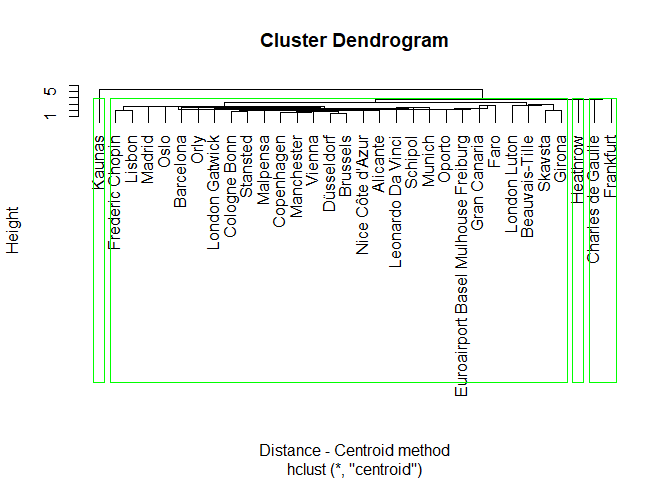 Cluster Dendrogram
5
1
Height
Kaunas
Frederic Chopin
Lisbon
Madrid
Oslo
Barcelona
Orly
London Gatwick
Cologne Bonn
Stansted
Malpensa
Copenhagen
Manchester
Vienna
Düsseldorf
Brussels
Nice Côte d'Azur
Alicante
Leonardo Da Vinci
Schipol
Munich
Oporto
Euroairport Basel Mulhouse Freiburg
Gran Canaria
Faro
London Luton
Beauvais-Tille
Skavsta
Girona
Heathrow
Charles de Gaulle
Frankfurt
Distance - Centroid method
hclust (*, "centroid")